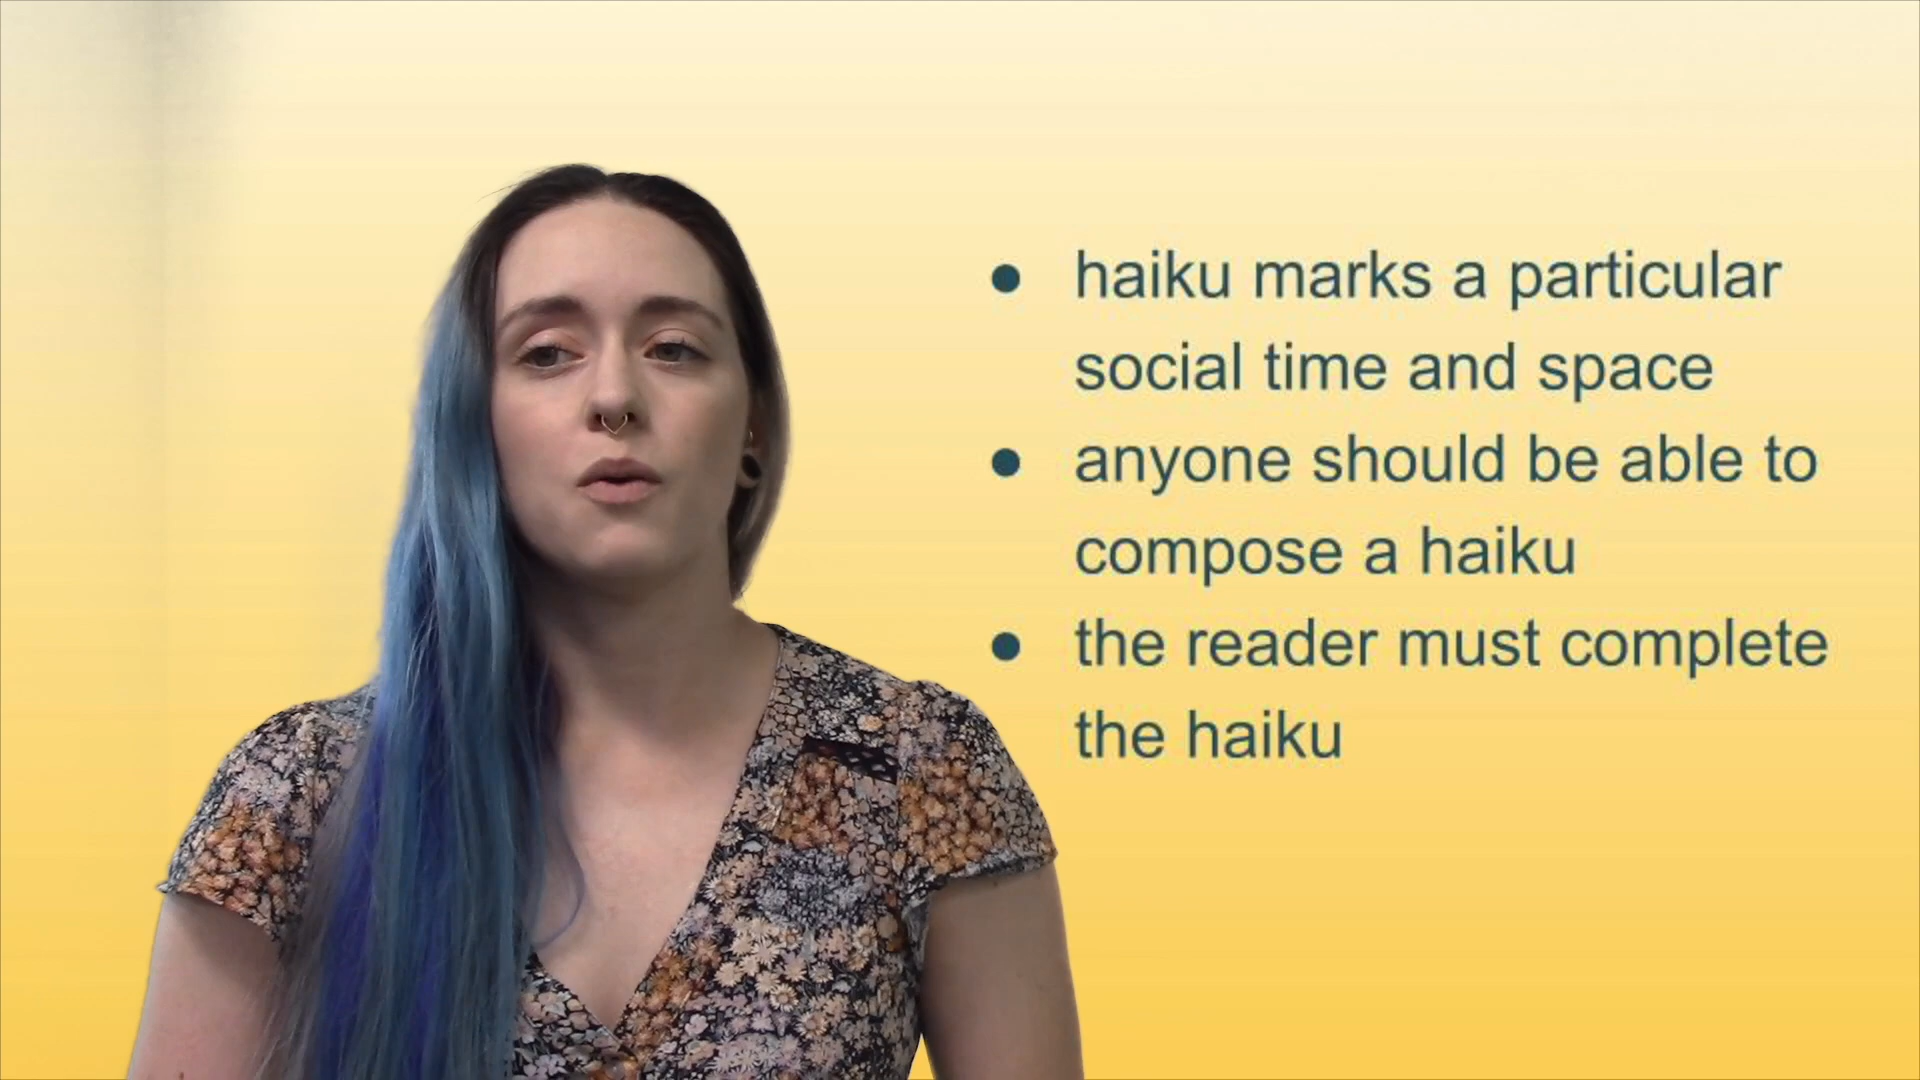 ● haiku marks a particular
social time and space
● anyone should be able to
compose a haiku
● the reader must complete
the haiku